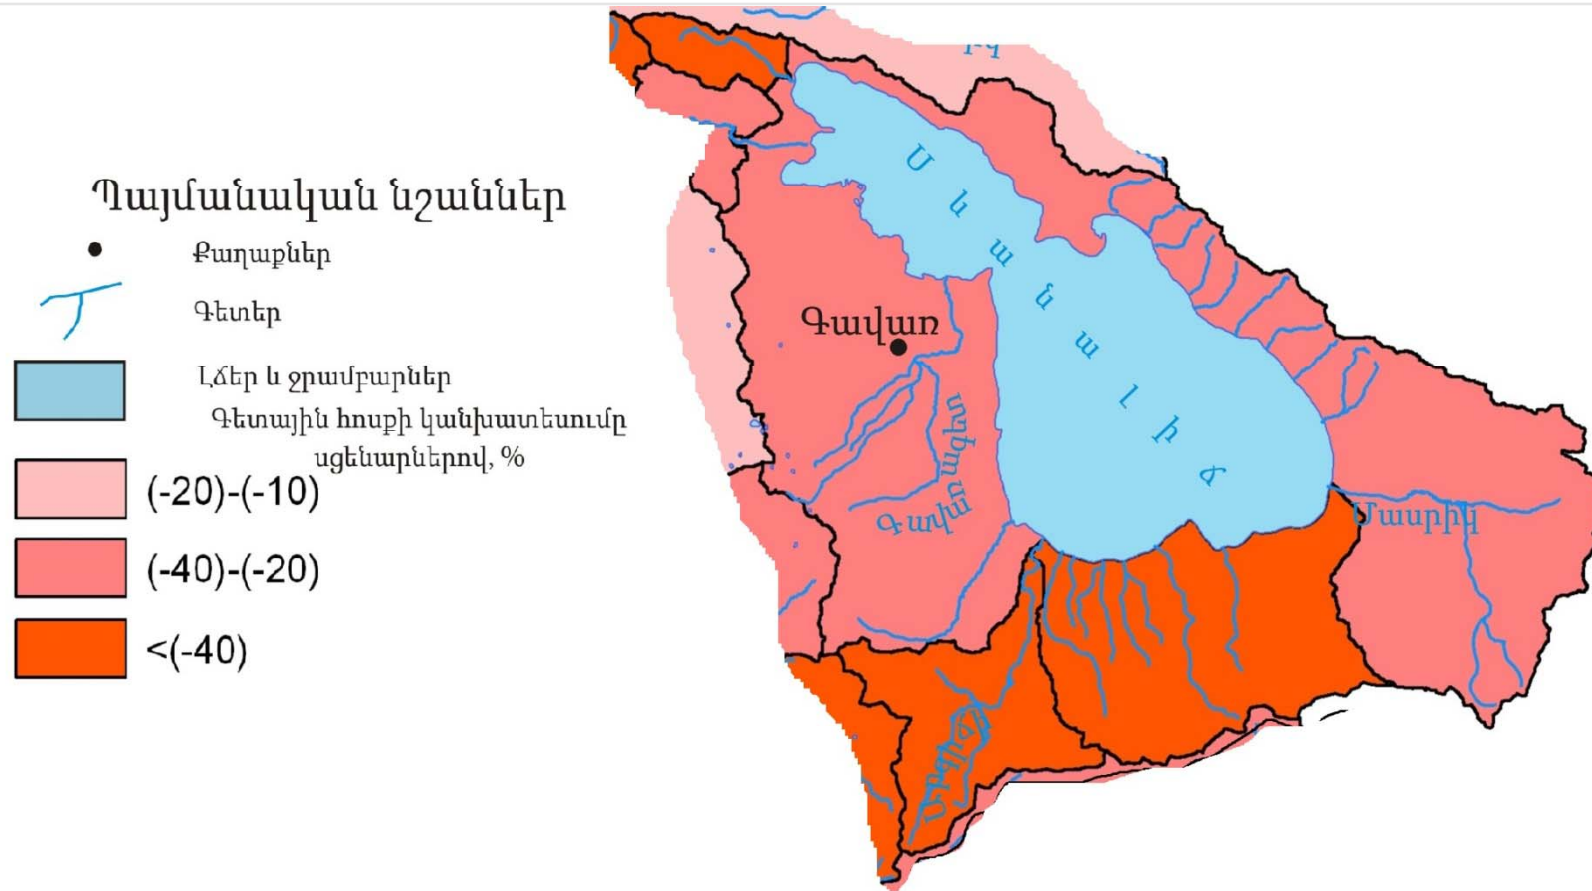 Պայմանական նշաններ
Քաղաքներ
Գետեր
Լճեր և ջրամբարներ
Գետային հոսքի կանխատեսումը
սցենարներով, %
(-20)-(-10)
(-40)-(-20)
<(-40)
Սևանա լիճ
Գավառ
Գավառագետ
Մասրիկ